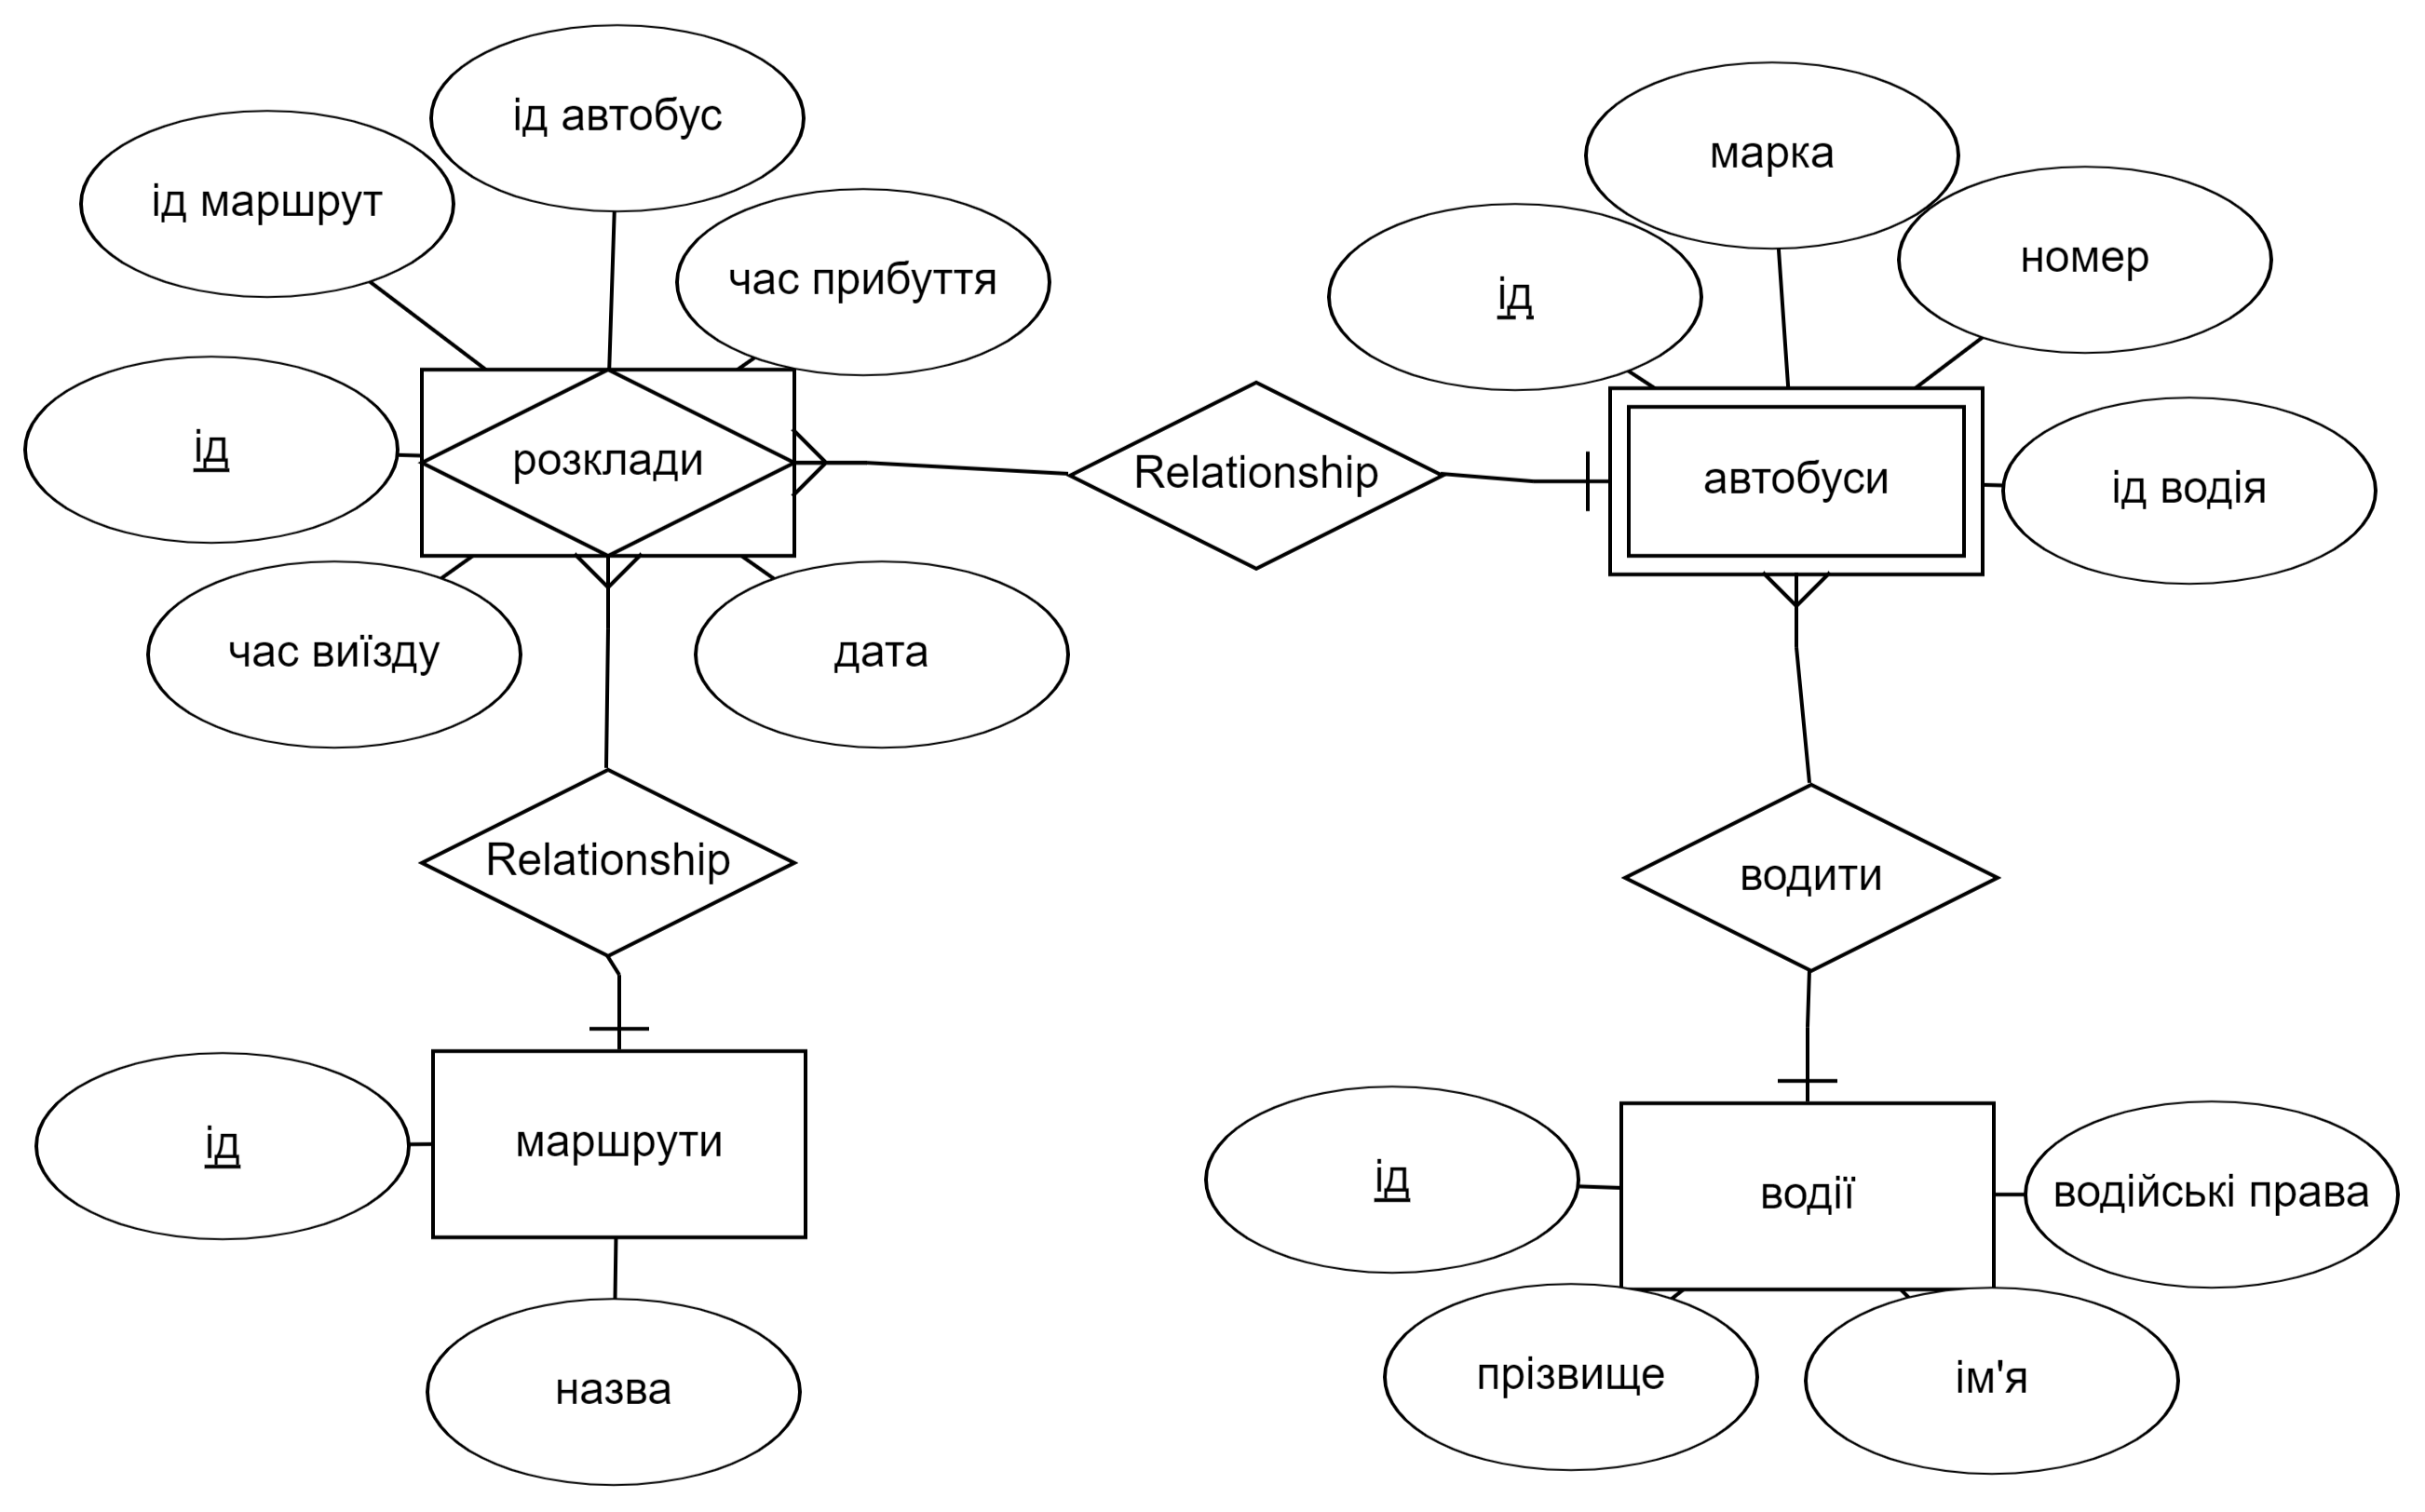 ід автобус
ід маршрут
час прибуття
ід
розклади
час виїзду
дата
Relationship
марка
номер
ід
автобуси
ід водія
Relationship
водити
маршрути
ід
назва
ід
водії
водійські права
прізвище
ім'я